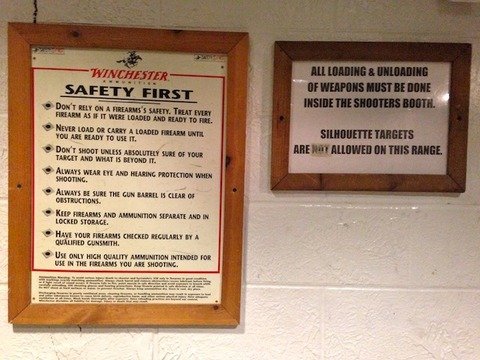 WINCHESTER
AMMUNITION
SAFETY FIRST
DON'T RELY ON A FIREARM'S SAFETY. TREAT EVERY
FIREARM AS IF IT WERE LOADED AND READY TO FIRE.
NEVER LOAD OR CARRY A LOADED FIREARM UNTIL
YOU ARE READY TO USE IT.
DON'T SHOOT UNLESS ABSOLUTELY SURE OF YOUR
TARGET AND WHAT IS BEYOND IT.
ALWAYS WEAR EYE AND HEARING PROTECTION WHEN
SHOOTING.
ALWAYS BE SURE THE GUN BARREL IS CLEAR OF
OBSTRUCTIONS.
KEEP FIREARMS AND AMMUNITION SEPARATE AND IN
LOCKED STORAGE.
HAVE YOUR FIREARMS CHECKED REGULARLY BY A
QUALIFIED GUNSMITH.
USE ONLY HIGH QUALITY AMMUNITION INTENDED FOR
USE IN THE FIREARMS YOU ARE SHOOTING.
ALL LOADING & UNLOADING
OF WEAPONS MUST BE DONE
INSIDE THE SHOOTERS BOOTH.
SILHOUETTE TARGETS
ARE NOT ALLOWED ON THIS RANGE.